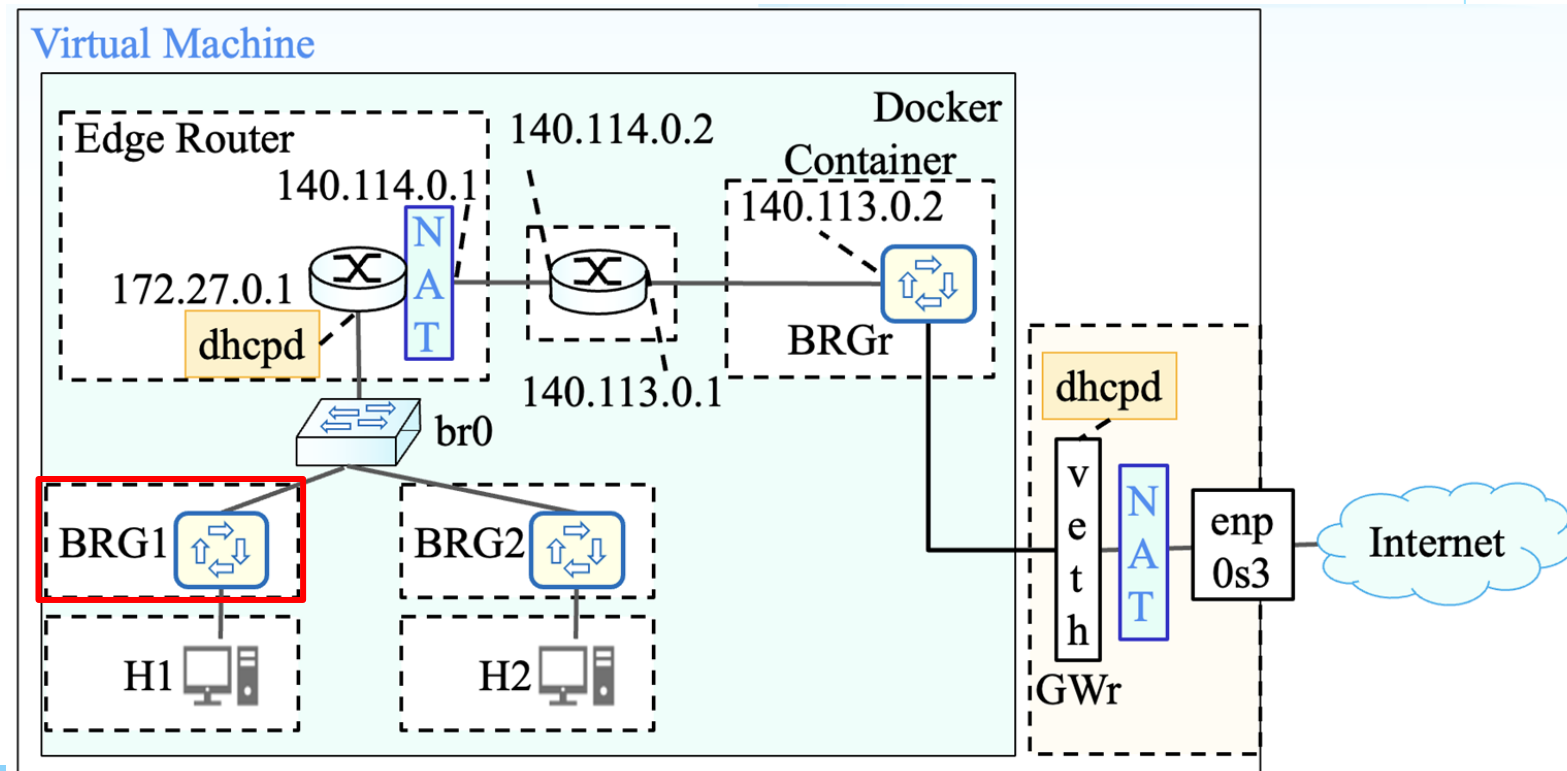 Virtual Machine
Docker
Container
Edge Router
140.114.0.1
N
A
T
172.27.0.1
dhcpd
140.114.0.2
140.113.0.1
140.113.0.2
BRGr
br0
BRG1
BRG2
H1
H2
dhcpd
v
e
t
h
GWr
N
A
T
enp
0s3
Internet